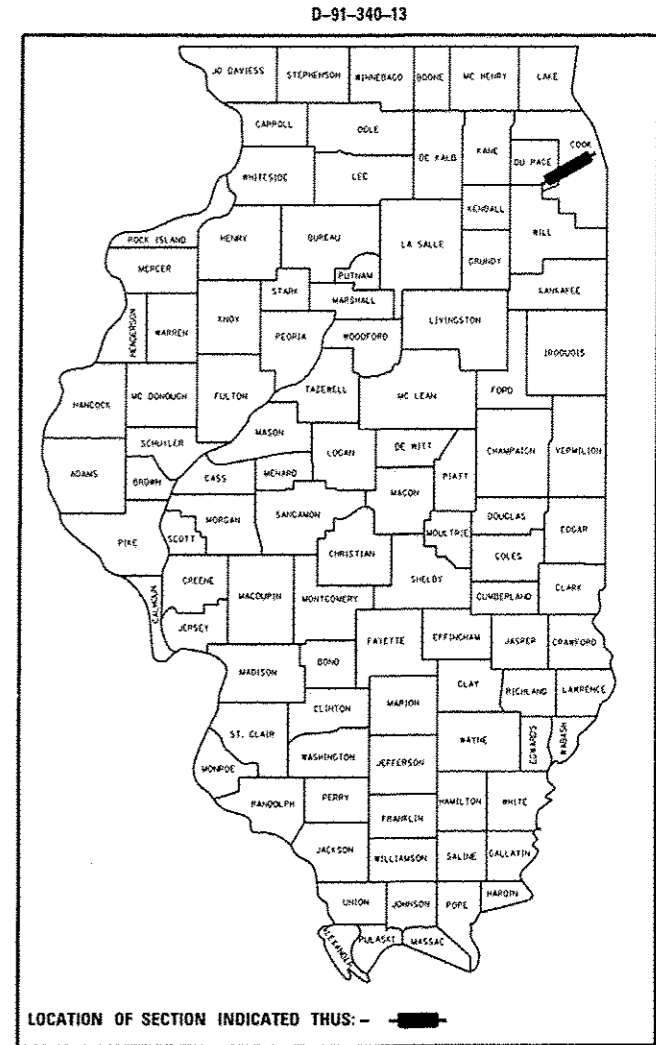 D-91-340-13
JO DAVIESS STEPHENSON WINNEBAGO BOONE MC HENRY LAKE
CARROLL OGLE DE KALB KANE COOK
DU PAGE
WHITESIDE LEE
KENDALL
ROCK ISLAND HENRY BUREAU LA SALLE WILL
PUTNAM GRUNDY
MERCER
HENDERSON WARREN KNOX STARK MARSHALL KANKAKEE
PEORIA WOODFORD LIVINGSTON
IROQUOIS
HANCOCK MC DONOUGH FULTON TAZEWELL MC LEAN FORD
MASON
SCHUYLER LOGAN DE WITT CHAMPAIGN VERMILION
ADAMS BROWN CASS MENARD PIATT
MACON
MORGAN SANGAMON DOUGLAS
PIKE SCOTT CHRISTIAN MOULTRIE COLES EDGAR
CALHOUN GREENE MACOUPIN MONTGOMERY SHELBY CUMBERLAND CLARK
JERSEY
FAYETTE EFFINGHAM JASPER CRAWFORD
MADISON BOND
CLAY RICHLAND LAWRENCE
CLINTON MARION
ST. CLAIR WAYNE EDWARDS WABASH
WASHINGTON JEFFERSON
MONROE
RANDOLPH PERRY HAMILTON WHITE
FRANKLIN
JACKSON WILLIAMSON SALINE GALLATIN
UNION JOHNSON POPE HARDIN
ALEXANDER PULASKI MASSAC
LOCATION OF SECTION INDICATED THUS: -